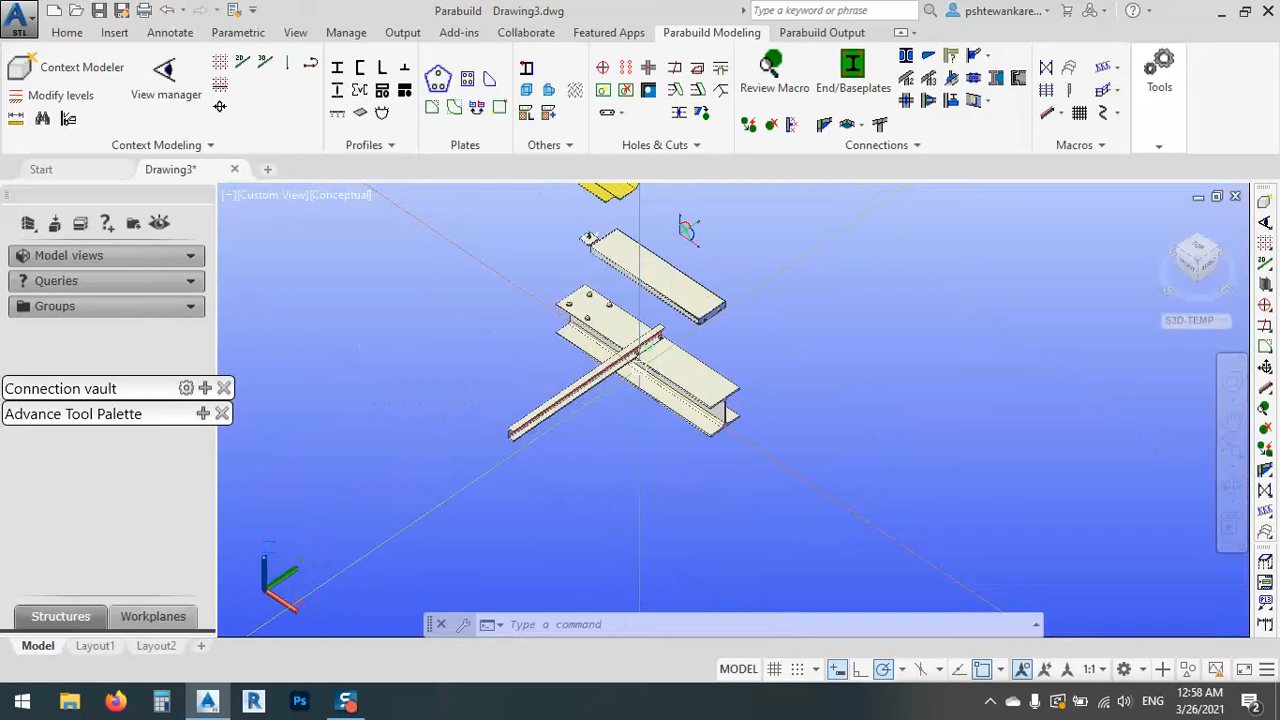 Parabuild Drawing3.dwg
Type a keyword or phrase
pshtewankare...
STL
Home Insert Annotate Parametric View Manage Output Add-ins Collaborate Featured Apps Parabuild Modeling Parabuild Output
Context Modeler
Modify levels
View manager
Review Macro
End/Baseplates
Tools
Context Modeling
Profiles
Plates
Others
Holes & Cuts
Connections
Macros
Start
Drawing3*
[−][Custom View][Conceptual]
TOP
S3D-TEMP
Model views
Queries
Groups
Connection vault
Advance Tool Palette
Structures
Workplanes
Type a command
Model
Layout1
Layout2
MODEL
1:1
ENG
12:58 AM
3/26/2021
2